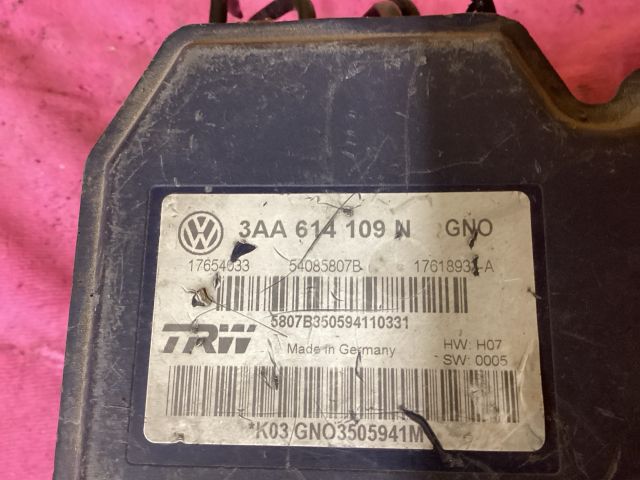 3AA 614 109 N GNO
17654033 54085807B 17618931-A
5807B350594110331
TRW Made in Germany HW: H07
SW: 0005
*K03 GNO3505941M